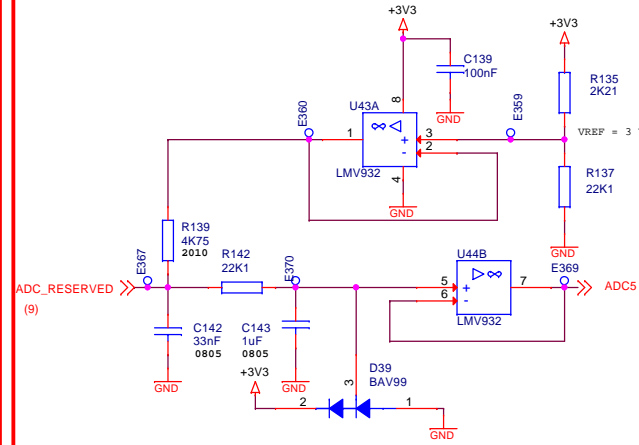 +3V3
+3V3
C139
100nF
R135
2K21
E360
U43A
8
E359
1
3
2
+
-
VREF = 3
LMV932
4
R137
22K1
GND
GND
GND
R139
4K75
2010
E367
R142
22K1
E370
U44B
E369
ADC_RESERVED
(9)
5
6
+
-
7
ADC5
LMV932
C142
33nF
0805
C143
1uF
0805
D39
BAV99
+3V3
3
GND
GND
2
1
GND